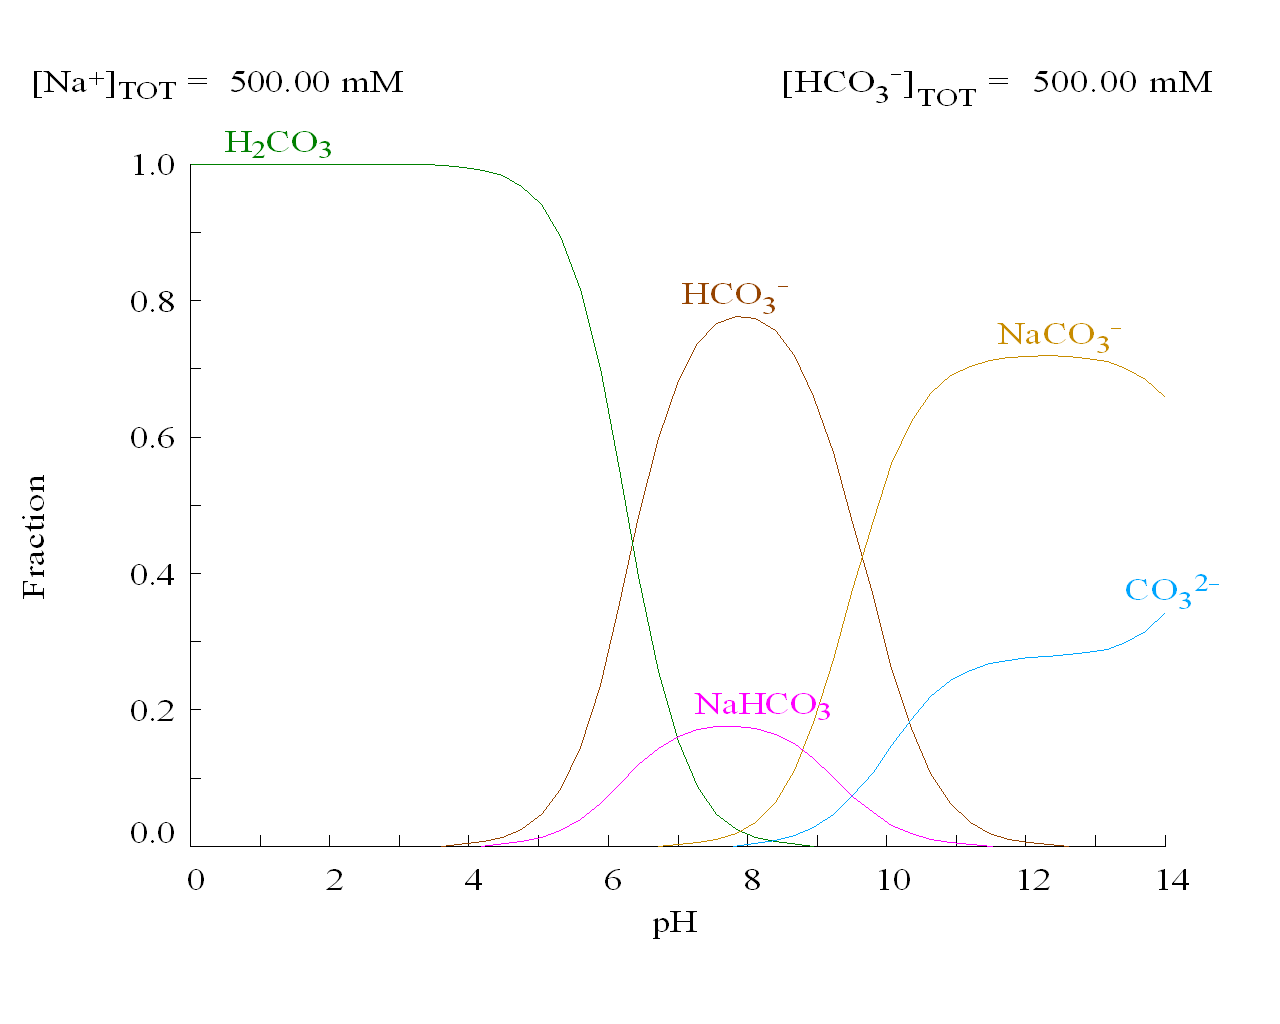 [Na⁺]TOT = 500.00 mM
[HCO₃⁻]TOT = 500.00 mM
H₂CO₃
1.0
HCO₃⁻
0.8
NaCO₃⁻
0.6
Fraction
0.4
CO₃²⁻
NaHCO₃
0.2
0.0
0 2 4 6 8 10 12 14
pH